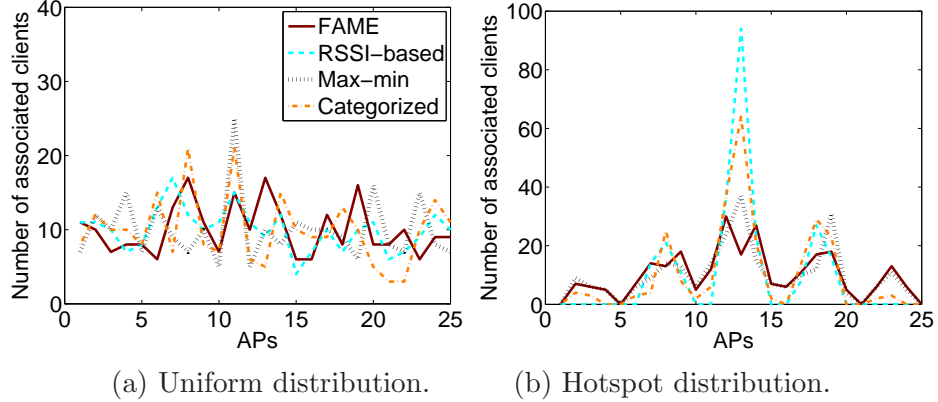 40
30
20
10
0
0
5
10
15
20
25
Number of associated clients
APs
FAME
RSSI−based
Max−min
Categorized
100
80
60
40
20
0
0
5
10
15
20
25
Number of associated clients
APs
(a) Uniform distribution.
(b) Hotspot distribution.